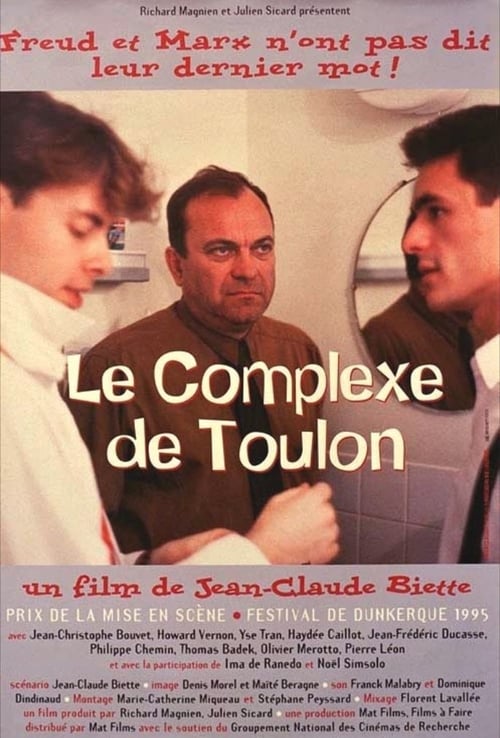 Richard Magnien et Julien Sicard présentent
Freud et Marx n'ont pas dit
leur dernier mot !
Le Complexe
de Toulon
un film de Jean-Claude Biette
PRIX DE LA MISE EN SCÈNE • FESTIVAL DE DUNKERQUE 1995
avec Jean-Christophe Bouvet, Howard Vernon, Yse Tran, Haydée Caillot, Jean-Frédéric Ducasse,
Philippe Chemin, Thomas Badek, Olivier Merotto, Pierre Léon
et avec la participation de Ima de Ranedo et Noël Simsolo
scénario Jean-Claude Biette • image Denis Morel et Maïté Beragne • son Franck Malabry et Dominique
Dindinaud • Montage Marie-Catherine Miqueau et Stéphane Peyssard • Mixage Florent Lavallée
un film produit par Richard Magnien, Julien Sicard • une production Mat Films, Films à Faire
distribué par Mat Films avec le soutien du Groupement National des Cinémas de Recherche